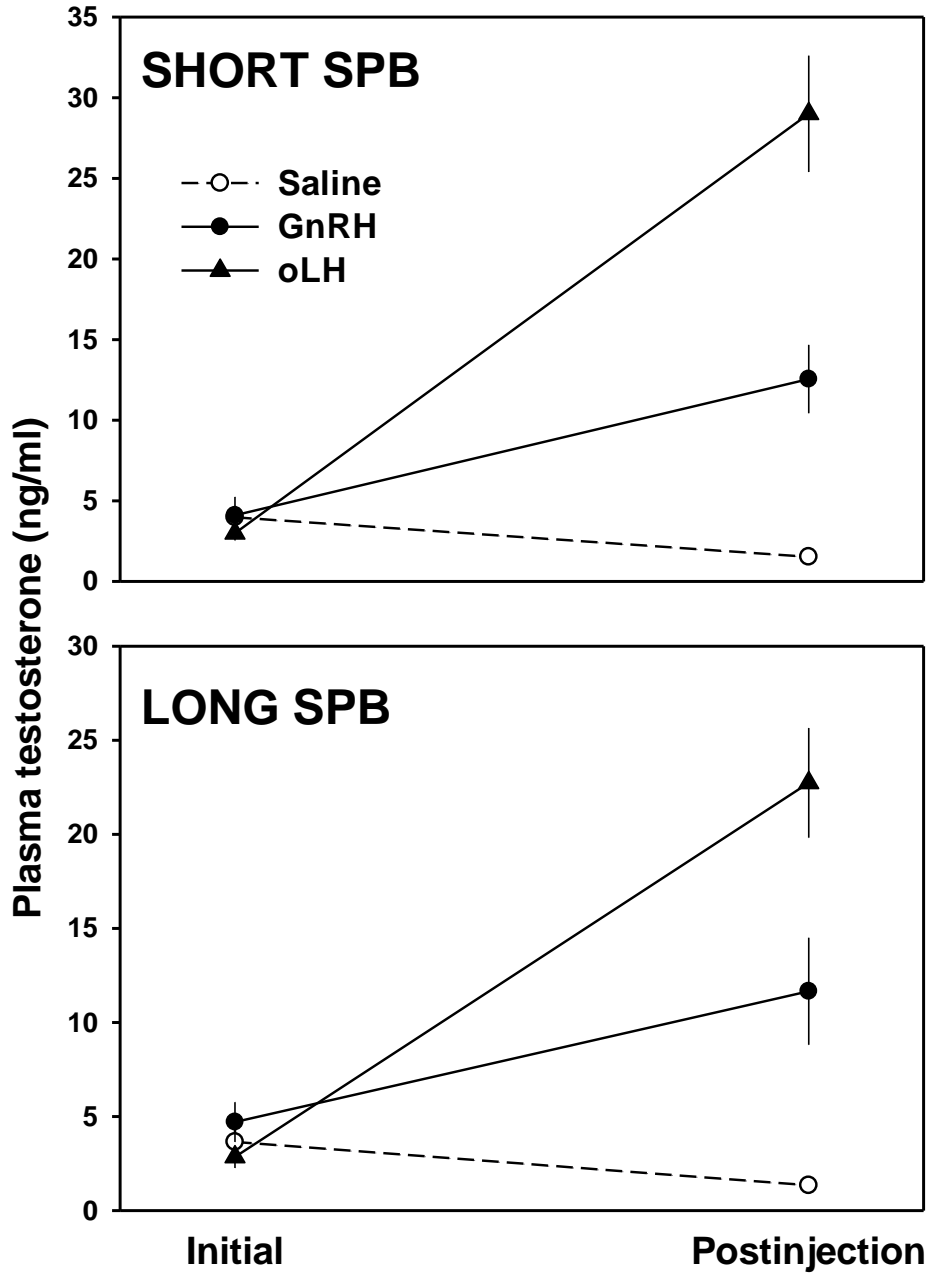 Plasma testosterone (ng/ml)
35
30
25
20
15
10
5
0
SHORT SPB
Saline
GnRH
oLH
30
25
20
15
10
5
0
LONG SPB
Initial
Postinjection